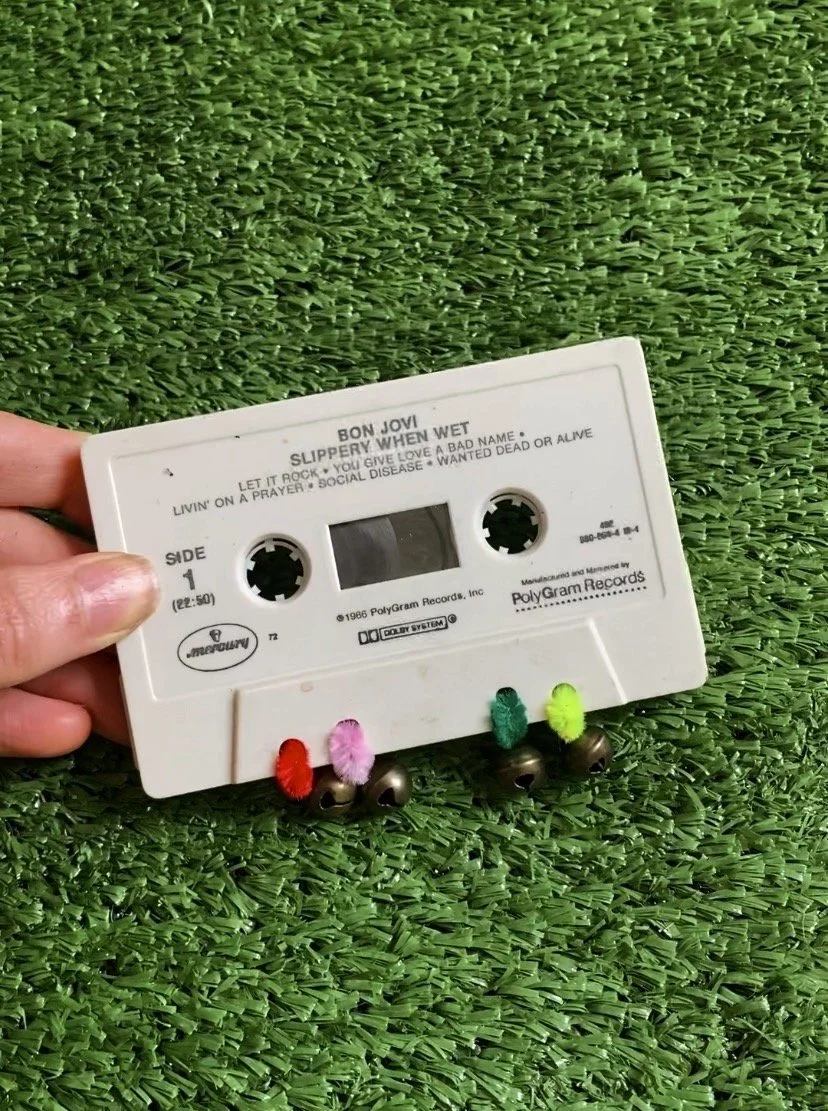 BON JOVI
SLIPPERY WHEN WET
LET IT ROCK • YOU GIVE LOVE A BAD NAME •
LIVIN' ON A PRAYER • SOCIAL DISEASE • WANTED DEAD OR ALIVE
SIDE
1
(22:50)
mercury
72
℗1986 PolyGram Records, Inc
DOLBY SYSTEM
Manufactured and Marketed by
PolyGram Records